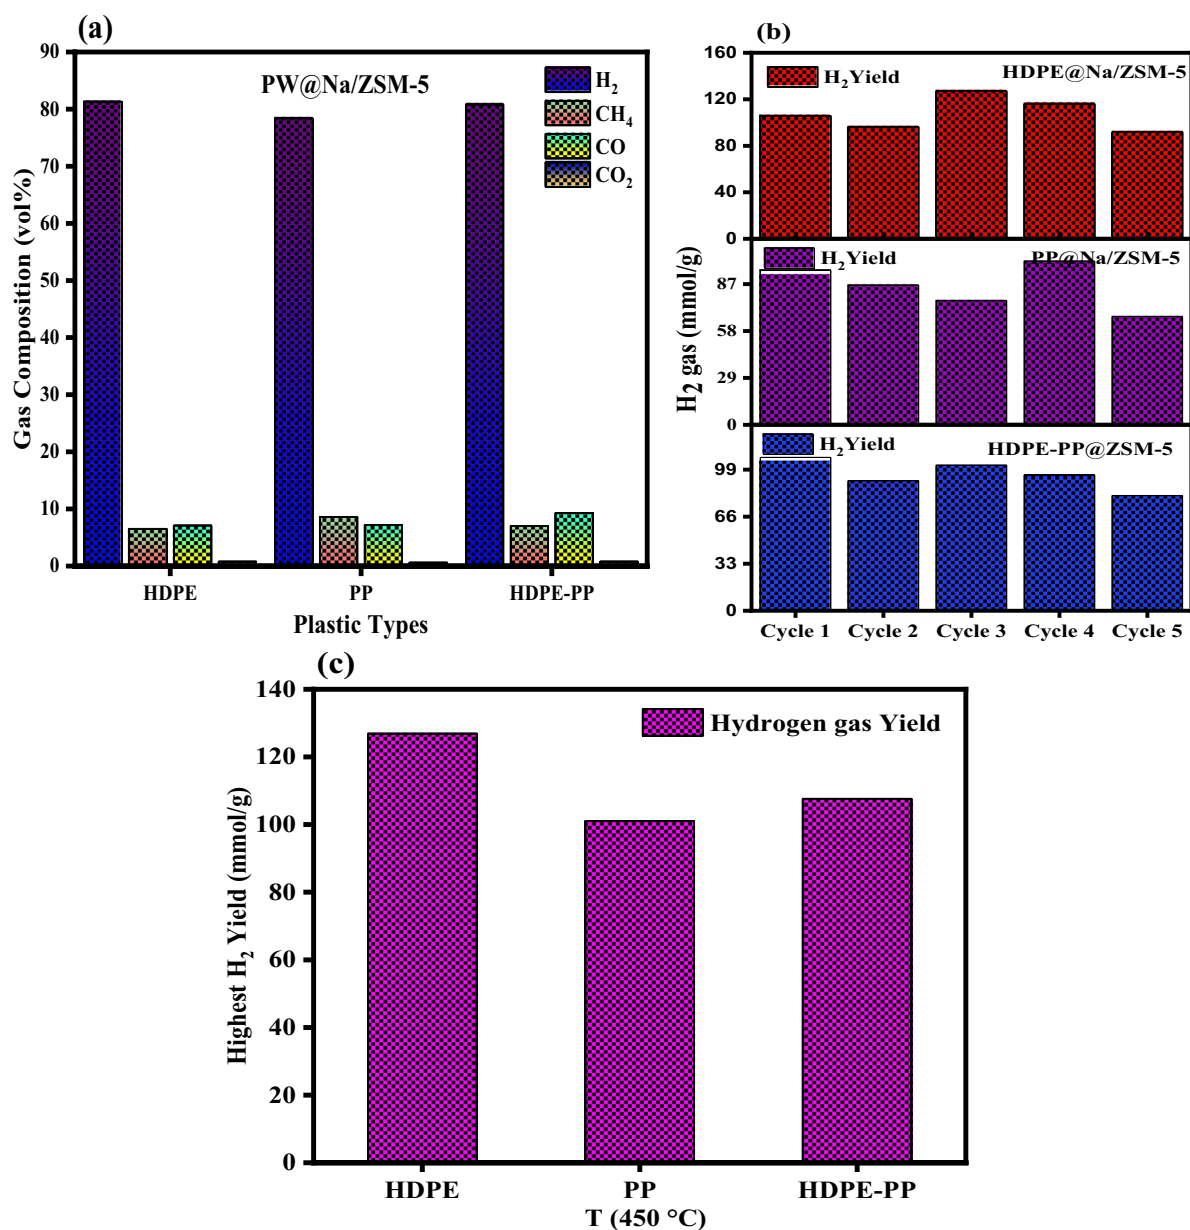 (a)
90
80
70
60
50
40
30
20
10
0
Gas Composition (vol%)
PW@Na/ZSM-5
H₂
CH₄
CO
CO₂
HDPE PP HDPE-PP
Plastic Types
(b)
160
120
80
40
0
H₂Yield
HDPE@Na/ZSM-5
87
58
29
0
H₂Yield
PP@Na/ZSM-5
H₂ gas (mmol/g)
99
66
33
0
H₂Yield
HDPE-PP@ZSM-5
Cycle 1 Cycle 2 Cycle 3 Cycle 4 Cycle 5
(c)
140
120
100
80
60
40
20
0
Highest H₂ Yield (mmol/g)
Hydrogen gas Yield
HDPE PP HDPE-PP
T (450 °C)